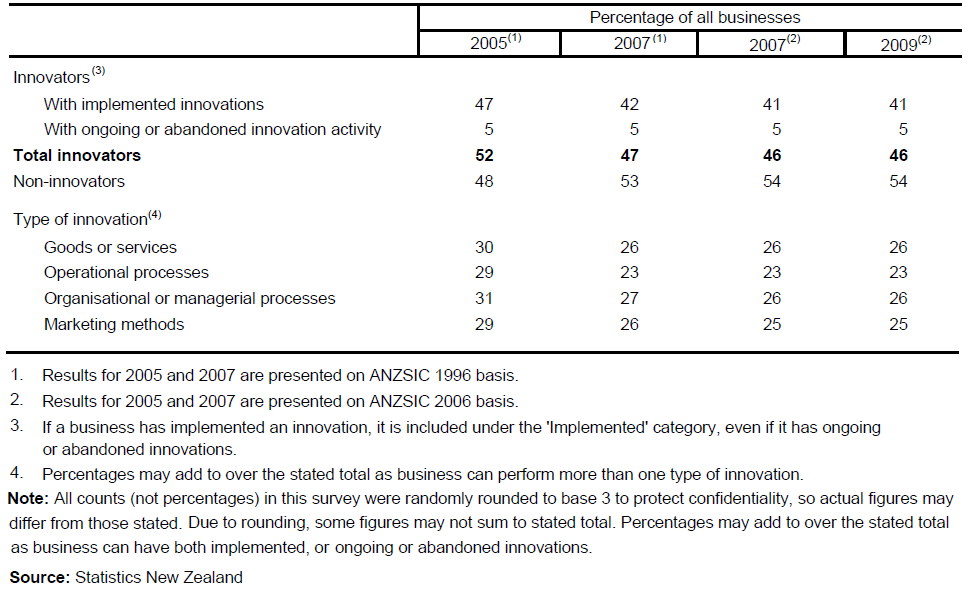 Percentage of all businesses
2005(1) 2007(1) 2007(2) 2009(2)
Innovators(3)
With implemented innovations 47 42 41 41
With ongoing or abandoned innovation activity 5 5 5 5
Total innovators 52 47 46 46
Non-innovators 48 53 54 54
Type of innovation(4)
Goods or services 30 26 26 26
Operational processes 29 23 23 23
Organisational or managerial processes 31 27 26 26
Marketing methods 29 26 25 25
1. Results for 2005 and 2007 are presented on ANZSIC 1996 basis.
2. Results for 2005 and 2007 are presented on ANZSIC 2006 basis.
3. If a business has implemented an innovation, it is included under the 'Implemented' category, even if it has ongoing
or abandoned innovations.
4. Percentages may add to over the stated total as business can perform more than one type of innovation.
Note: All counts (not percentages) in this survey were randomly rounded to base 3 to protect confidentiality, so actual figures may
differ from those stated. Due to rounding, some figures may not sum to stated total. Percentages may add to over the stated total
as business can have both implemented, or ongoing or abandoned innovations.
Source: Statistics New Zealand